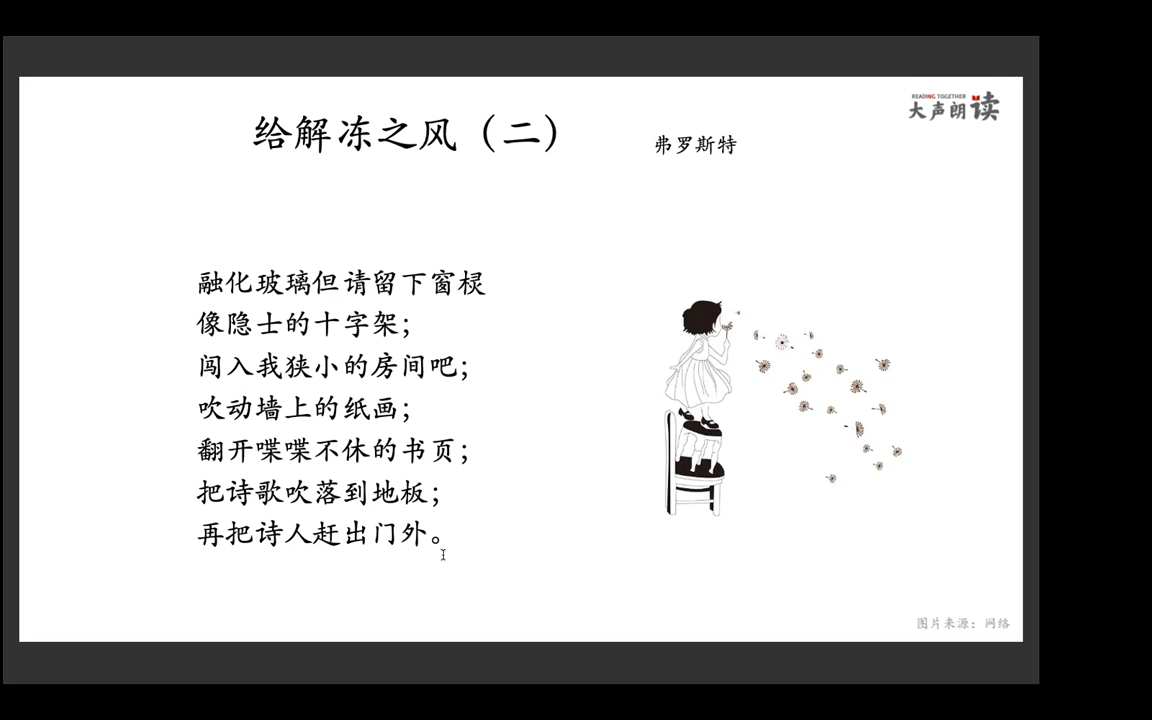 READING TOGETHER
大声朗读
给解冻之风（二）
弗罗斯特
融化玻璃但请留下窗棂
像隐士的十字架；
闯入我狭小的房间吧；
吹动墙上的纸画；
翻开喋喋不休的书页；
把诗歌吹落到地板；
再把诗人赶出门外。
图片来源：网络